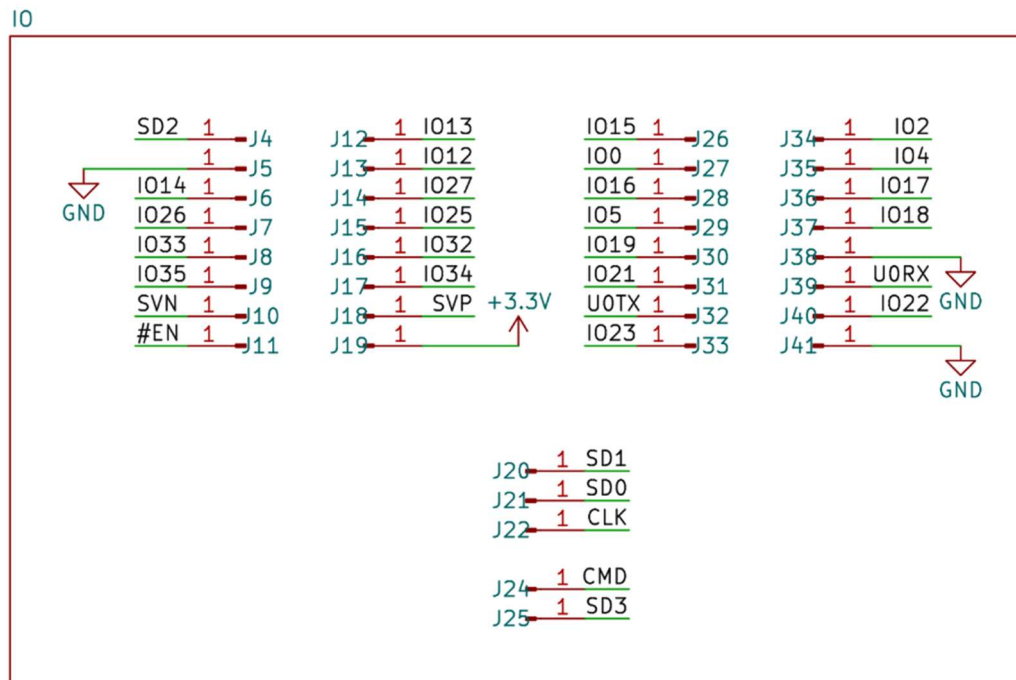 IO
SD2 1 J4 J12 1 IO13 IO15 1 J26 J34 1 IO2
1 J5 J13 1 IO12 IO0 1 J27 J35 1 IO4
IO14 1 J6 J14 1 IO27 IO16 1 J28 J36 1 IO17
GND IO26 1 J7 J15 1 IO25 IO5 1 J29 J37 1 IO18
IO33 1 J8 J16 1 IO32 IO19 1 J30 J38 1
IO35 1 J9 J17 1 IO34 IO21 1 J31 J39 1 U0RX
SVN 1 J10 J18 1 SVP +3.3V U0TX 1 J32 J40 1 IO22 GND
#EN 1 J11 J19 1 IO23 1 J33 J41 1
GND
J20 1 SD1
J21 1 SD0
J22 1 CLK
J24 1 CMD
J25 1 SD3